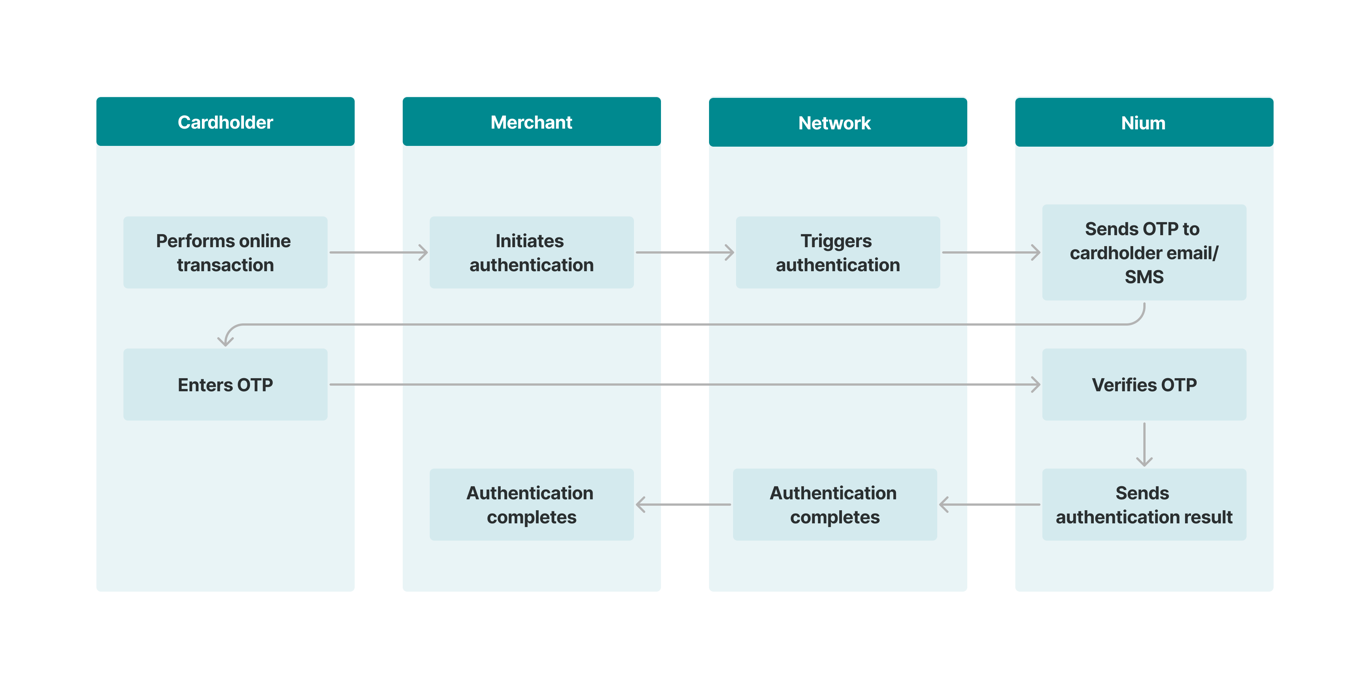 Cardholder
Merchant
Network
Nium
Performs online
transaction
Initiates
authentication
Triggers
authentication
Sends OTP to
cardholder email/
SMS
Enters OTP
Verifies OTP
Authentication
completes
Authentication
completes
Sends
authentication result